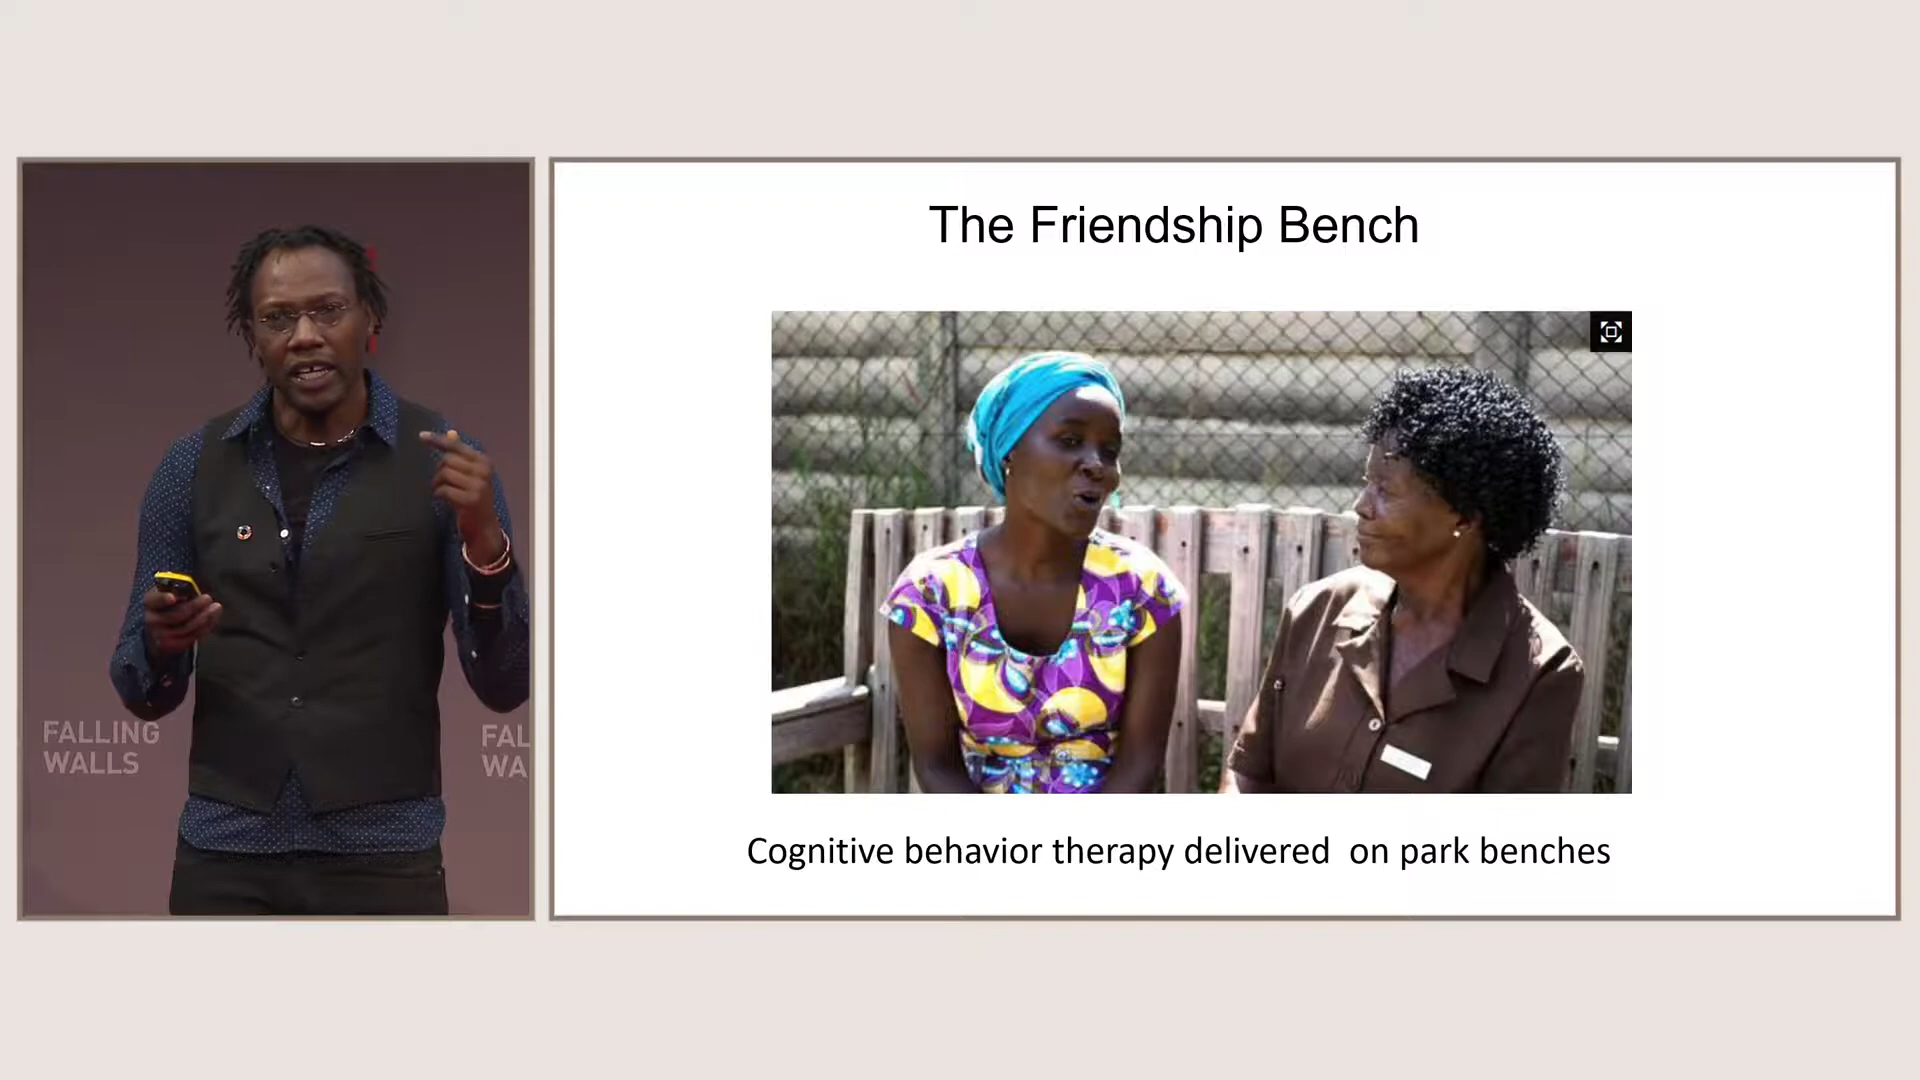 The Friendship Bench
FALLING
WALLS
FAL
WA
Cognitive behavior therapy delivered  on park benches